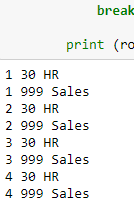 break
print (ro
1 30 HR
1 999 Sales
2 30 HR
2 999 Sales
3 30 HR
3 999 Sales
4 30 HR
4 999 Sales